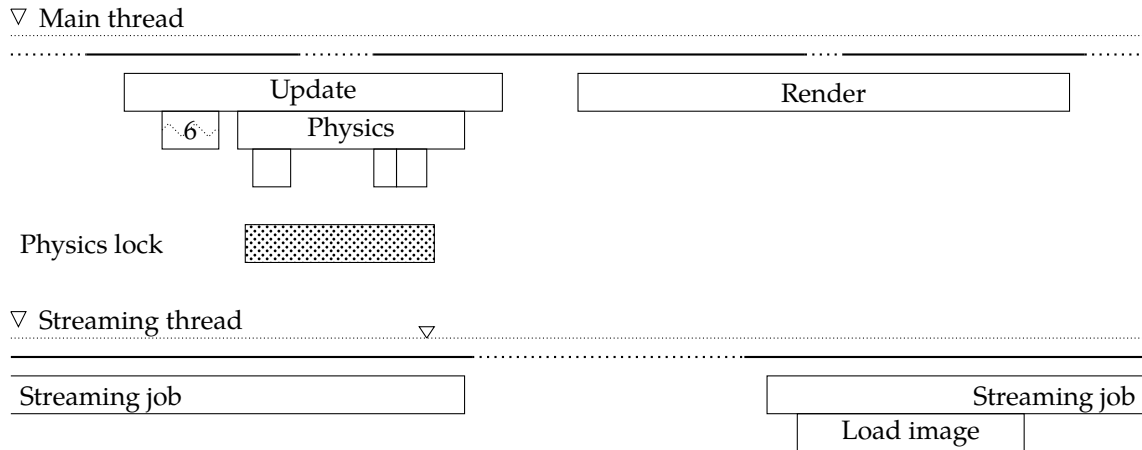 ▽ Main thread
Update
Render
6
Physics
Physics lock
▽ Streaming thread
Streaming job
Streaming job
Load image